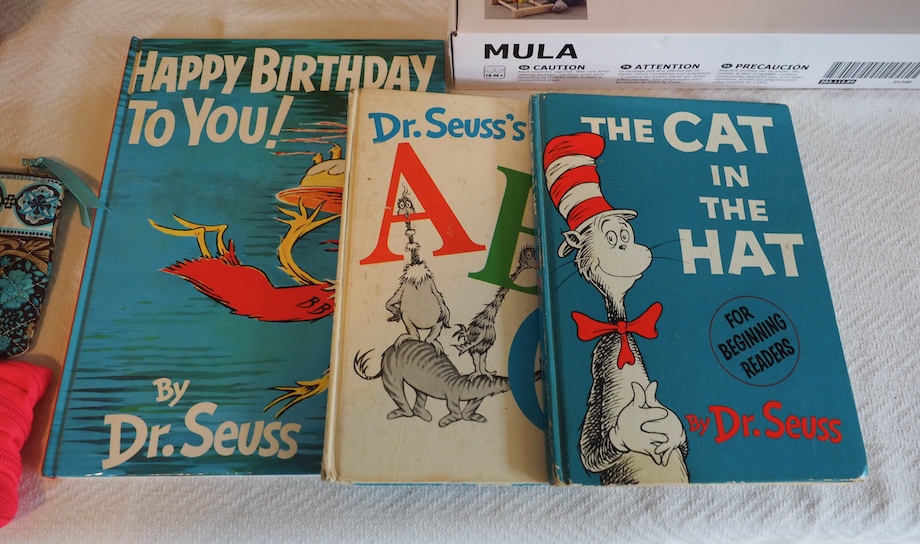 HAPPY BIRTHDAY
TO YOU!
By
Dr. Seuss
Dr. Seuss's
A B
THE CAT
IN
THE
HAT
FOR
BEGINNING
READERS
By Dr. Seuss
MULA
CAUTION
ATTENTION
PRECAUCIÓN
18 M+